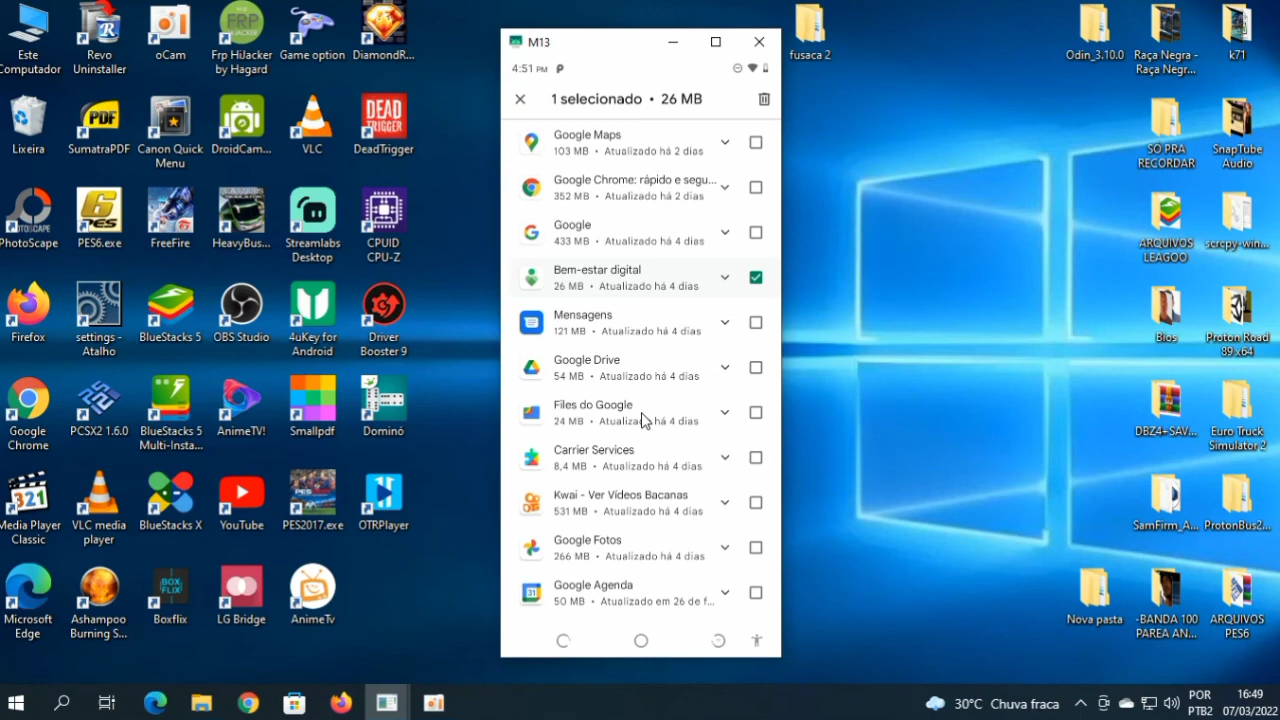 Este
Computador
Revo
Uninstaller
oCam
Frp HiJacker
by Hagard
Game option
DiamondR...
Lixeira
SumatraPDF
Canon Quick
Menu
DroidCam...
VLC
DeadTrigger
PhotoScape
PES6.exe
FreeFire
HeavyBus...
Streamlabs
Desktop
CPUID
CPU-Z
Firefox
settings -
Atalho
BlueStacks 5
OBS Studio
4uKey for
Android
Driver
Booster 9
Google
Chrome
PCSX2 1.6.0
BlueStacks 5
Multi-Insta...
AnimeTV!
Smallpdf
Dominó
Media Player
Classic
VLC media
player
BlueStacks X
YouTube
PES2017.exe
OTRPlayer
Microsoft
Edge
Ashampoo
Burning S...
Boxflix
LG Bridge
AnimeTv
M13
4:51 PM
1 selecionado • 26 MB
Google Maps
103 MB • Atualizado há 2 dias
Google Chrome: rápido e segu...
352 MB • Atualizado há 2 dias
Google
433 MB • Atualizado há 4 dias
Bem-estar digital
26 MB • Atualizado há 4 dias
Mensagens
121 MB • Atualizado há 4 dias
Google Drive
54 MB • Atualizado há 4 dias
Files do Google
24 MB • Atualizado há 4 dias
Carrier Services
8,4 MB • Atualizado há 4 dias
Kwai - Ver Vídeos Bacanas
531 MB • Atualizado há 4 dias
Google Fotos
266 MB • Atualizado há 4 dias
Google Agenda
50 MB • Atualizado em 26 de f...
fusaca 2
Odin_3.10.0
Raça Negra -
Raça Negr...
k71
SO PRA
RECORDAR
SnapTube
Audio
ARQUIVOS
LEAGOO
scrcpy-win...
Bios
Proton Road
89 x64
DBZ4+SAV...
Euro Truck
Simulator 2
SamFirm_A...
ProtonBus2...
Nova pasta
-BANDA 100
PAREA AN...
ARQUIVOS
PES6
30°C Chuva fraca
POR
PTB2
16:49
07/03/2022